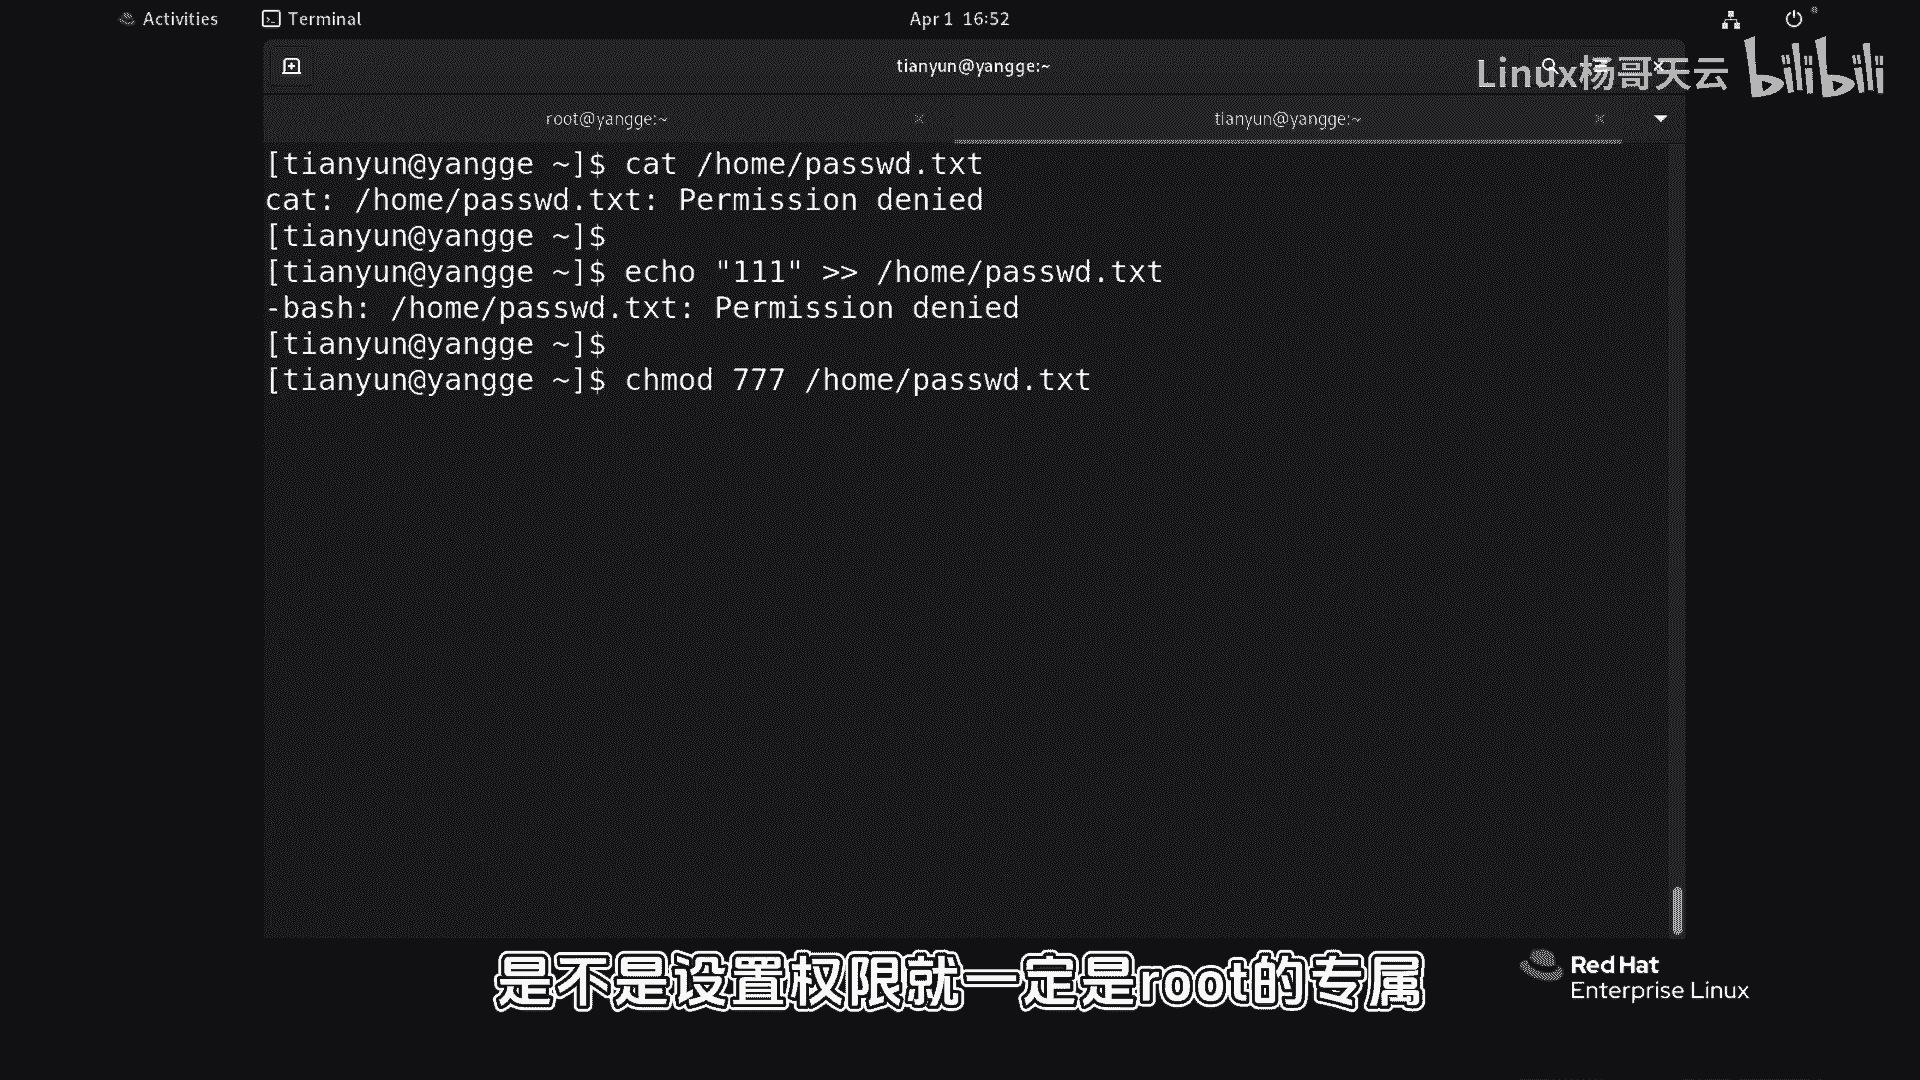 Activities
Terminal
Apr 1 16:52
tianyun@yangge:~
Linux杨哥天云 bilibili
root@yangge:~
tianyun@yangge:~
[tianyun@yangge ~]$ cat /home/passwd.txt
cat: /home/passwd.txt: Permission denied
[tianyun@yangge ~]$
[tianyun@yangge ~]$ echo "111" >> /home/passwd.txt
-bash: /home/passwd.txt: Permission denied
[tianyun@yangge ~]$
[tianyun@yangge ~]$ chmod 777 /home/passwd.txt
是不是设置权限就一定是root的专属
Red Hat
Enterprise Linux